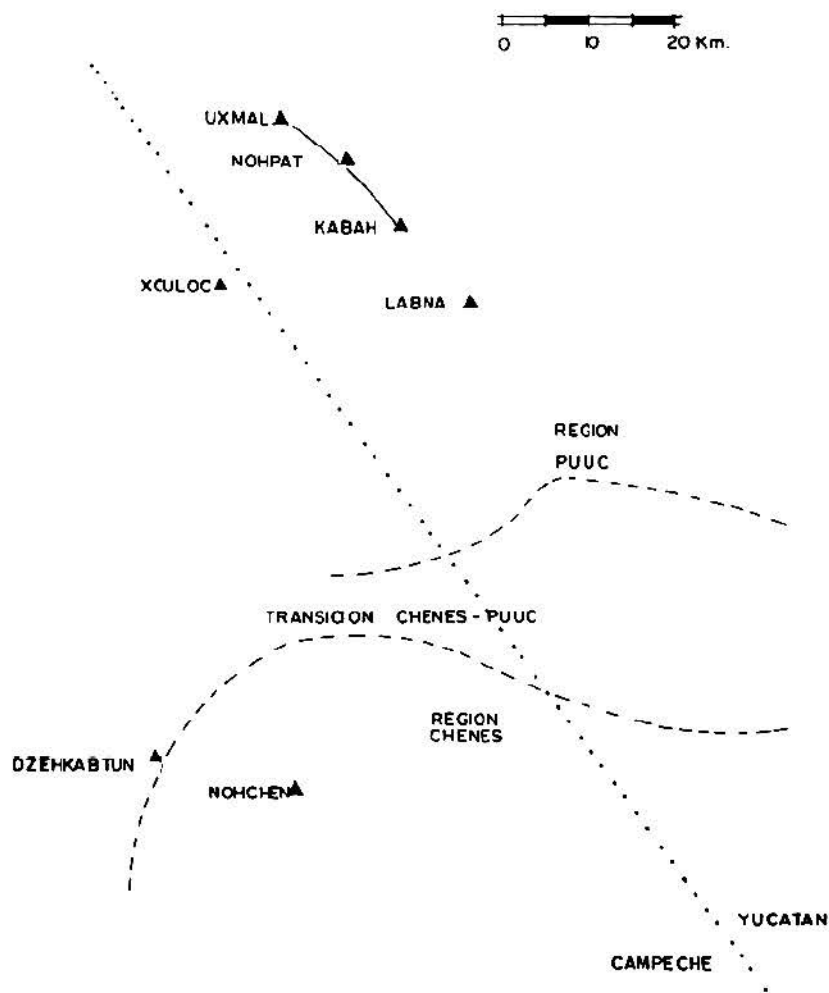 0 10 20 Km.
UXMAL
NOHPAT
KABAH
XCULOC
LABNA
REGION
PUUC
TRANSICION CHENES-PUUC
REGION
CHENES
DZEHKABTUN
NOHCHEN
YUCATAN
CAMPECHE